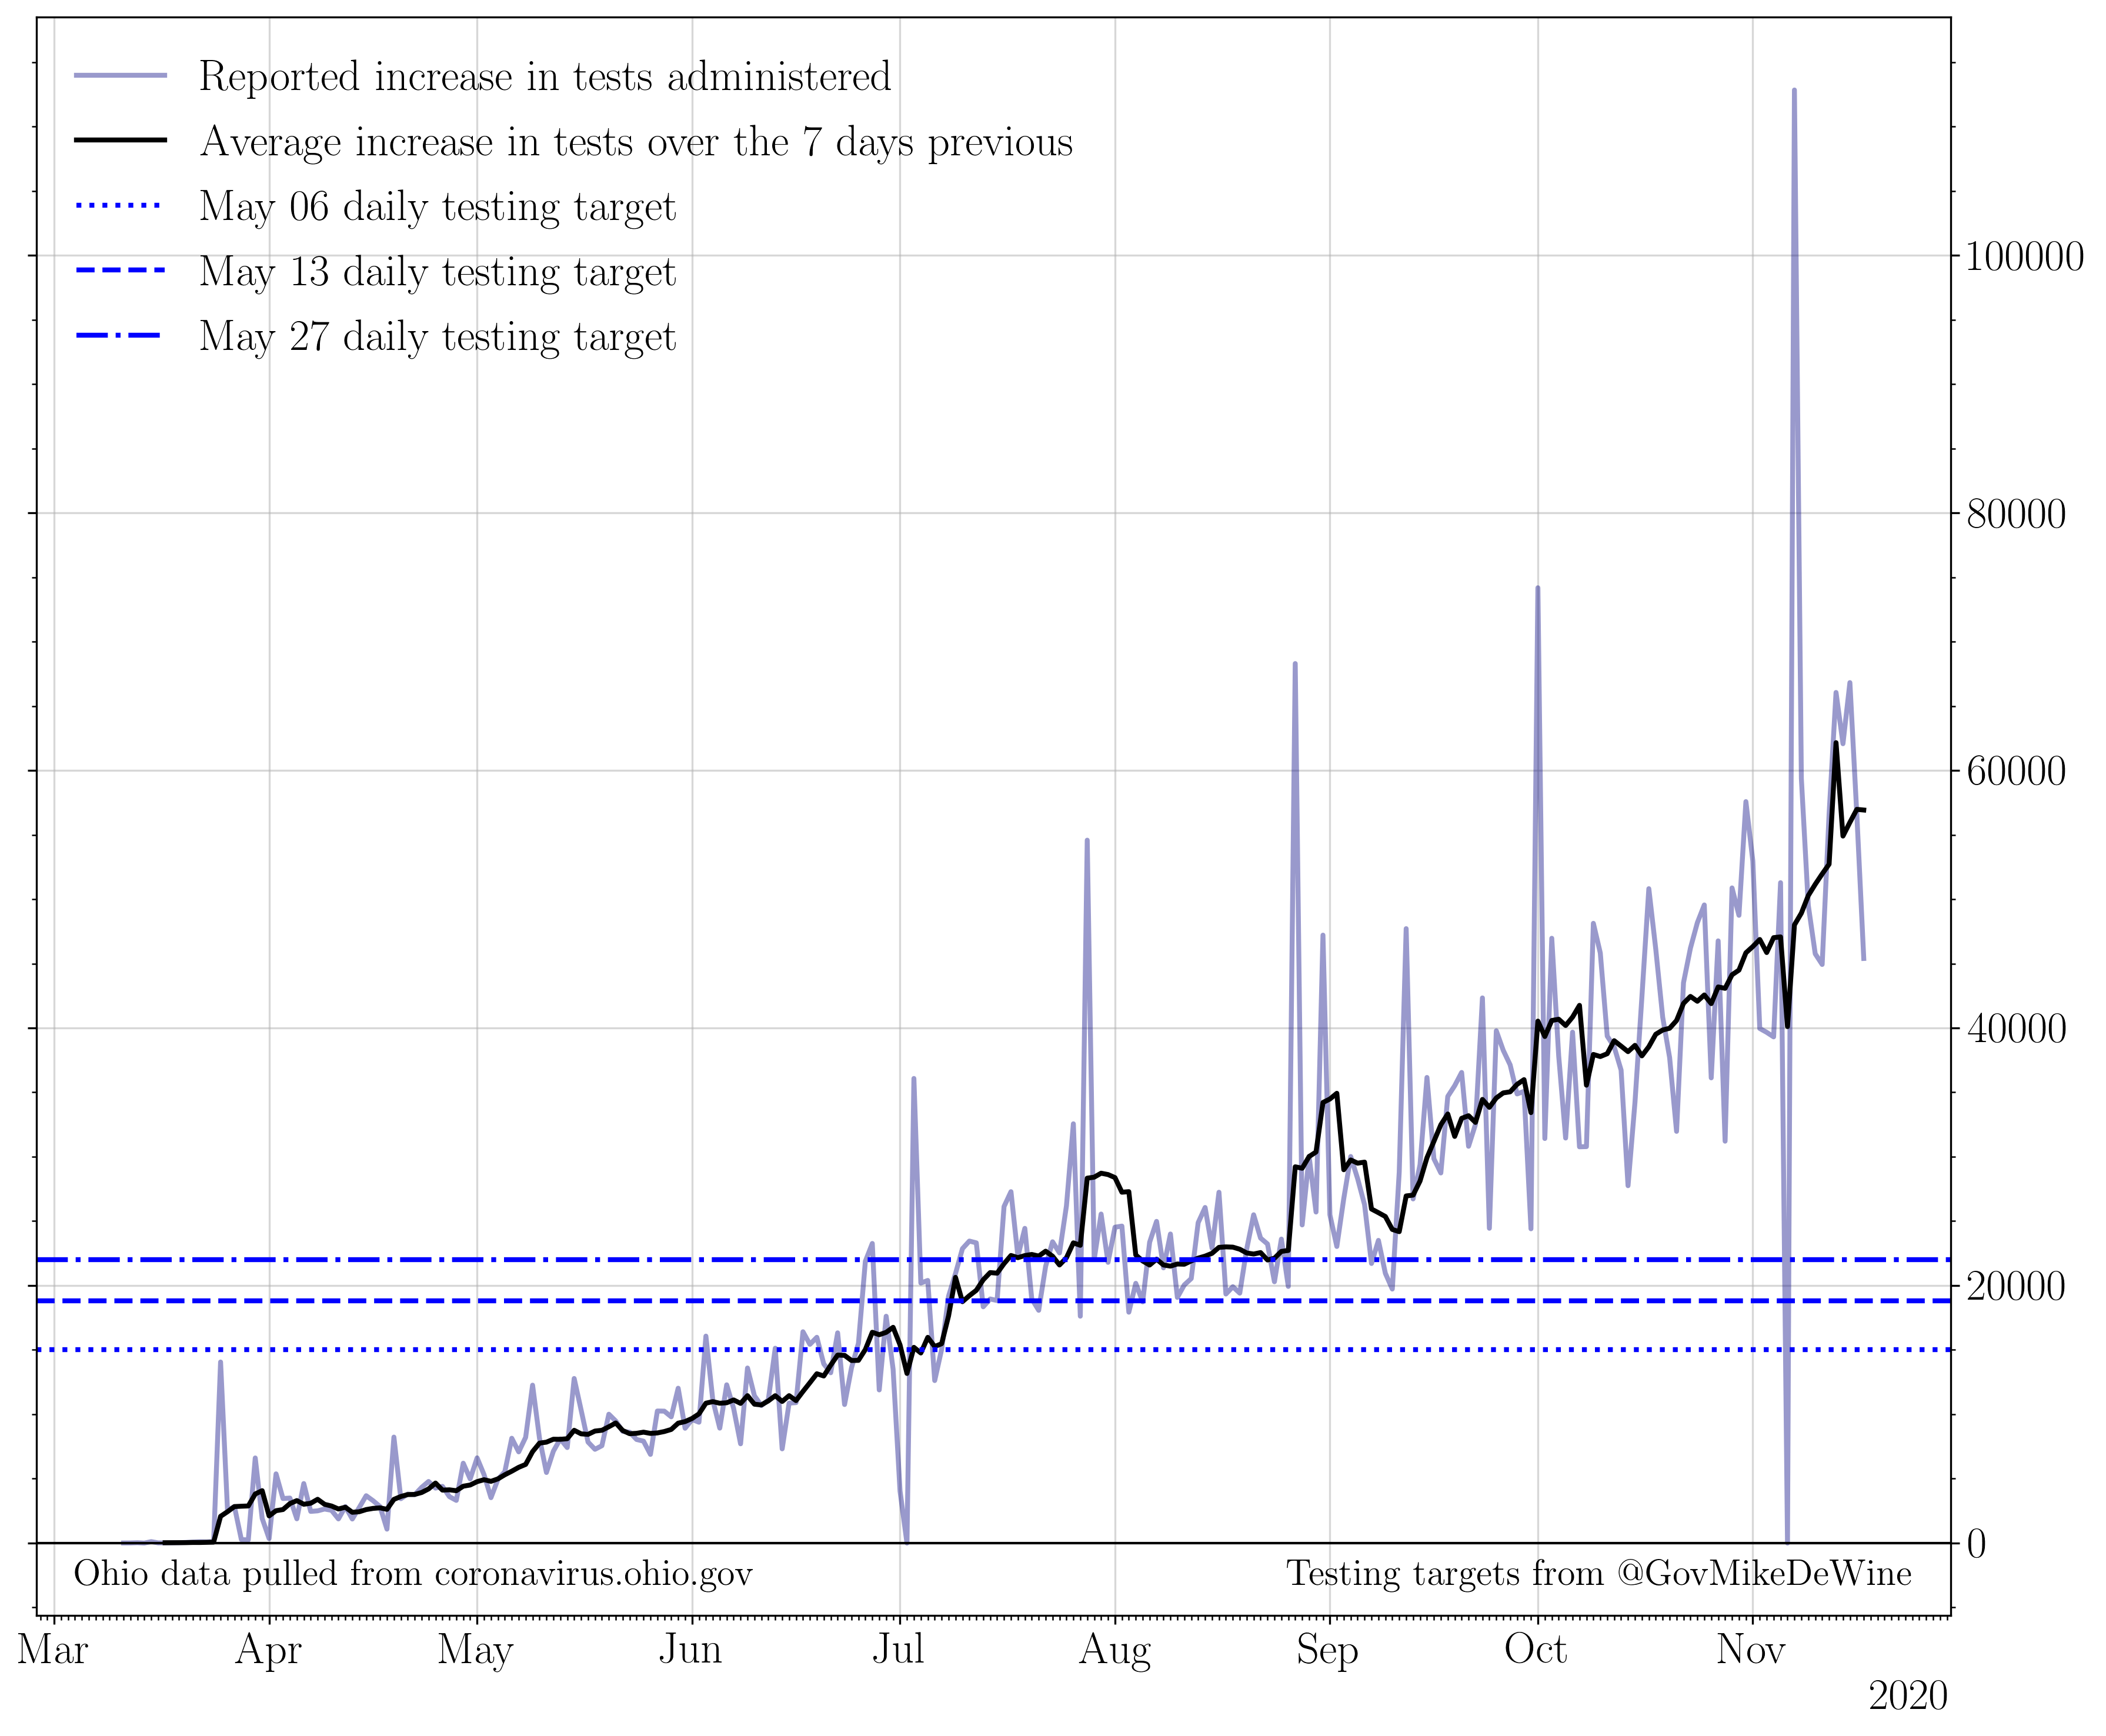 Reported increase in tests administered
Average increase in tests over the 7 days previous
May 06 daily testing target
May 13 daily testing target
May 27 daily testing target
100000
80000
60000
40000
20000
0
Ohio data pulled from coronavirus.ohio.gov
Testing targets from @GovMikeDeWine
Mar Apr May Jun Jul Aug Sep Oct Nov
2020